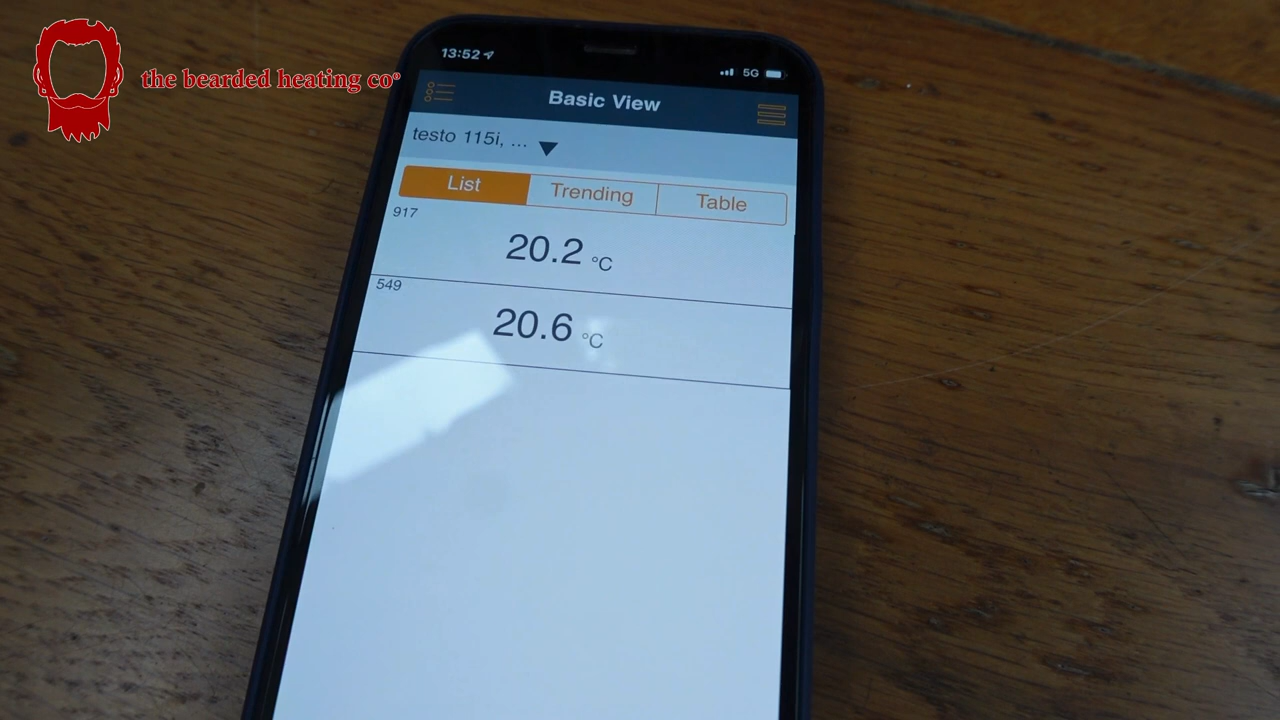 the bearded heating co®
13:52
5G
Basic View
testo 115i, ...
List
Trending
Table
917
20.2 °C
549
20.6 °C